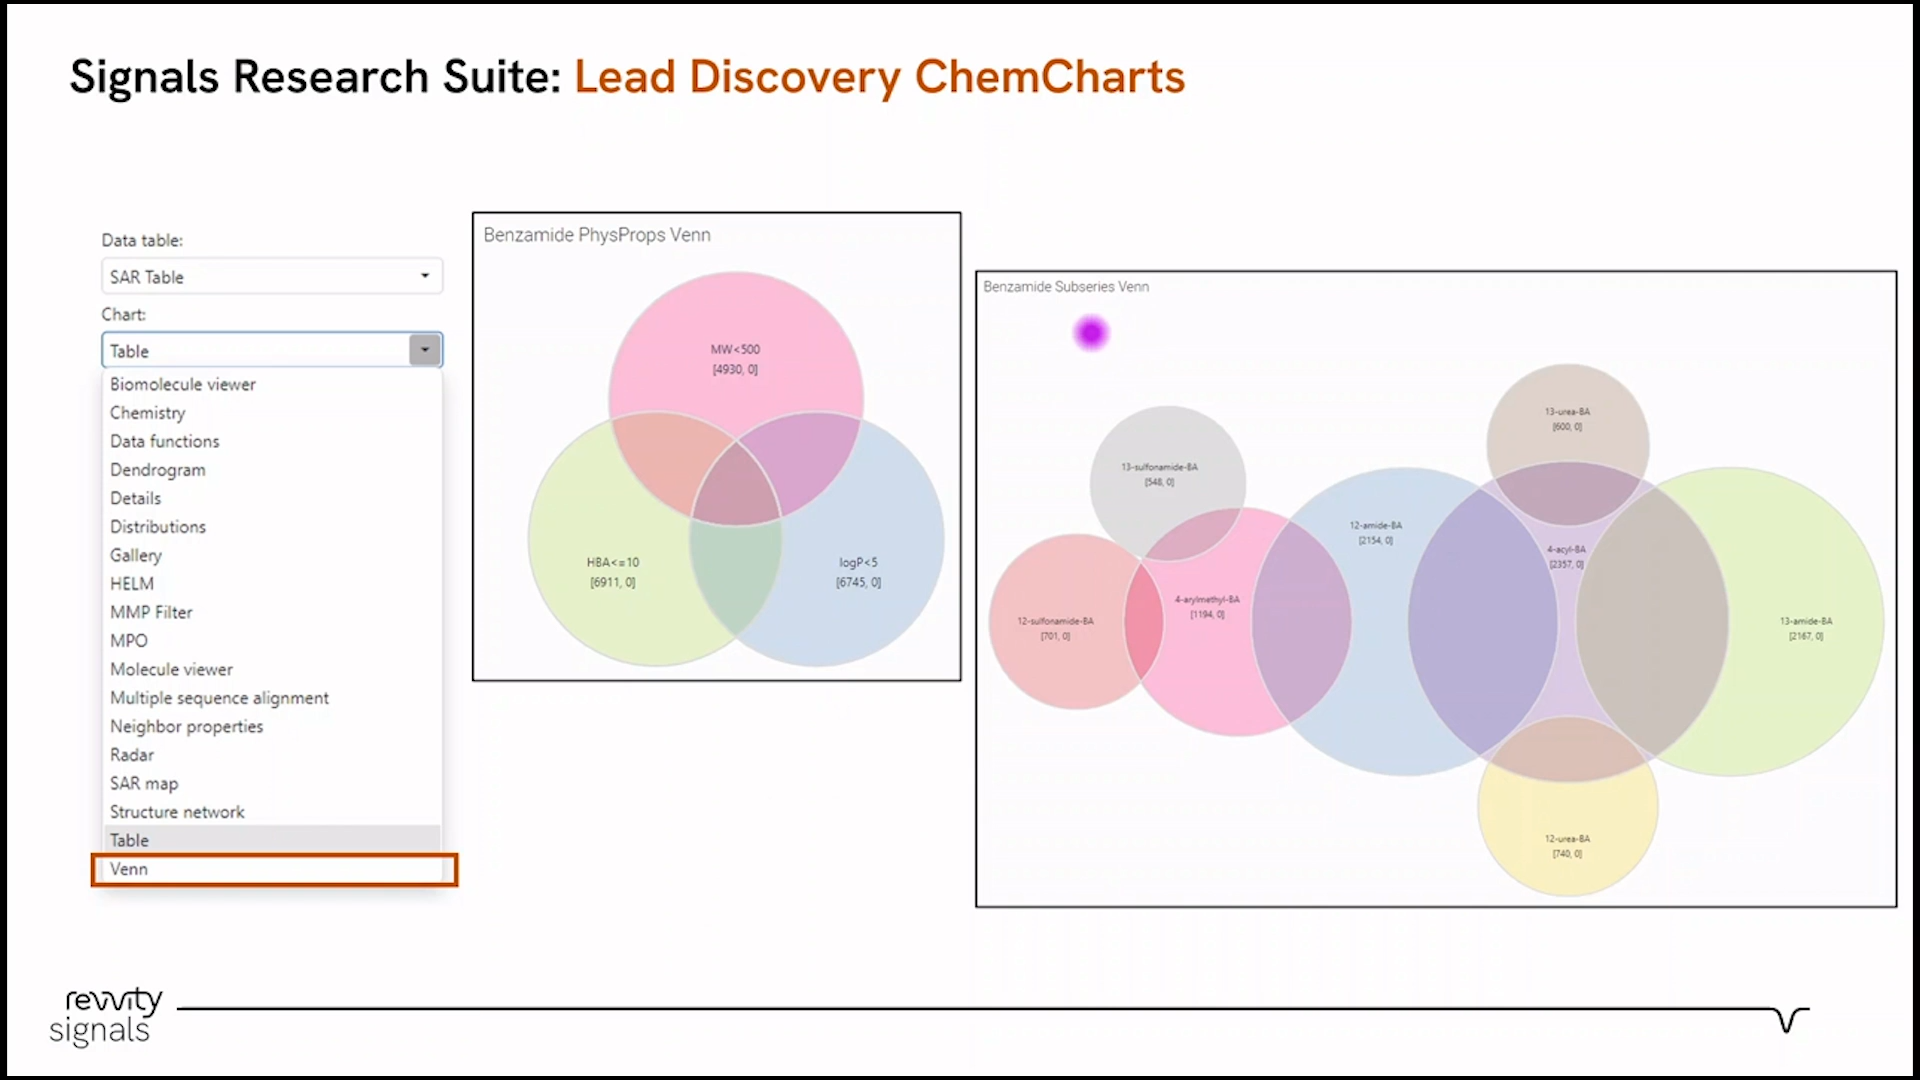 Signals Research Suite: Lead Discovery ChemCharts
Data table:
SAR Table
Chart:
Table
Biomolecule viewer
Chemistry
Data functions
Dendrogram
Details
Distributions
Gallery
HELM
MMP Filter
MPO
Molecule viewer
Multiple sequence alignment
Neighbor properties
Radar
SAR map
Structure network
Table
Venn
Benzamide PhysProps Venn
MW<500
[4930, 0]
HBA<=10
[6911, 0]
logP<5
[6745, 0]
Benzamide Subseries Venn
13-urea-BA
[600, 0]
13-sulfonamide-BA
[548, 0]
12-amide-BA
[2154, 0]
4-acyl-BA
[2357, 0]
4-arylmethyl-BA
[1194, 0]
12-sulfonamide-BA
[701, 0]
13-amide-BA
[2167, 0]
12-urea-BA
[740, 0]
revvity
signals